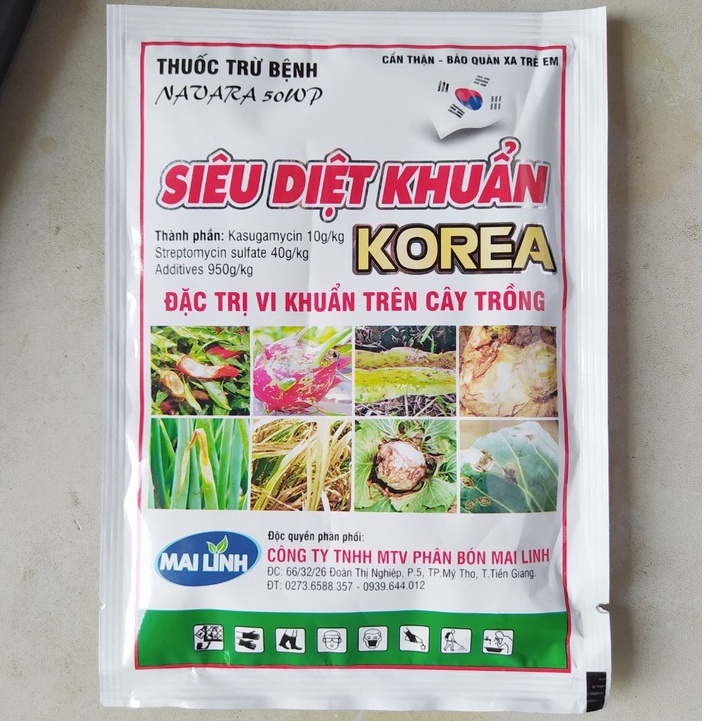 THUỐC TRỪ BỆNH
CẨN THẬN - BẢO QUẢN XA TRẺ EM
NAVARA 50WP
SIÊU DIỆT KHUẨN
KOREA
Thành phần: Kasugamycin 10g/kg
Streptomycin sulfate 40g/kg
Additives 950g/kg
ĐẶC TRỊ VI KHUẨN TRÊN CÂY TRỒNG
MAI LINH
Độc quyền phân phối:
CÔNG TY TNHH MTV PHÂN BÓN MAI LINH
ĐC: 66/32/26 Đoàn Thị Nghiệp, P.5, TP.Mỹ Tho, T.Tiền Giang.
ĐT: 0273.6588.357 - 0939.644.012